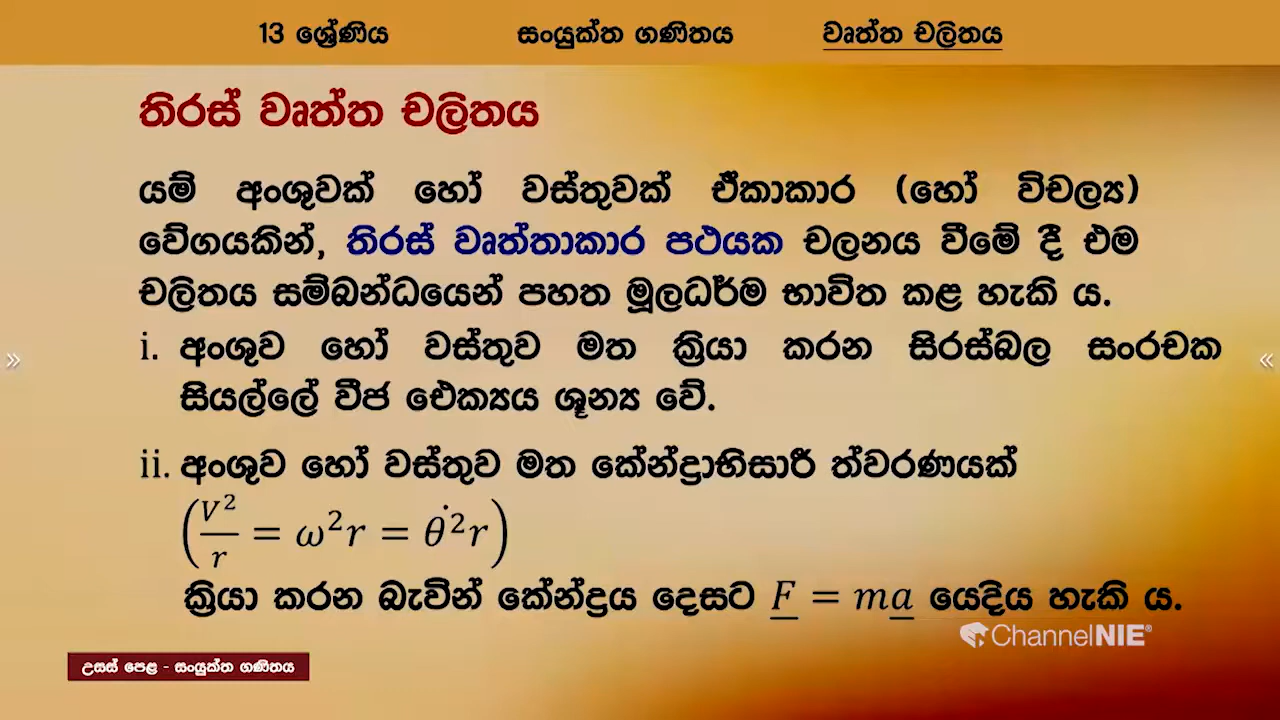 13 ශ්‍රේණිය සංයුක්ත ගණිතය වෘත්ත චලිතය
තිරස් වෘත්ත චලිතය
යම් අංශුවක් හෝ වස්තුවක් ඒකාකාර (හෝ විචල්‍ය)
වේගයකින්, තිරස් වෘත්තාකාර පථයක චලනය වීමේ දී එම
චලිතය සම්බන්ධයෙන් පහත මූලධර්ම භාවිත කළ හැකි ය.
i. අංශුව හෝ වස්තුව මත ක්‍රියා කරන සිරස්බල සංරචක
සියල්ලේ වීජ ඓක්‍යය ශූන්‍ය වේ.
ii. අංශුව හෝ වස්තුව මත කේන්ද්‍රාභිසාරී ත්වරණයක්
(V²/r = ω²r = θ̇²r)
ක්‍රියා කරන බැවින් කේන්ද්‍රය දෙසට F = ma යෙදිය හැකි ය.
ChannelNIE®
උසස් පෙළ - සංයුක්ත ගණිතය